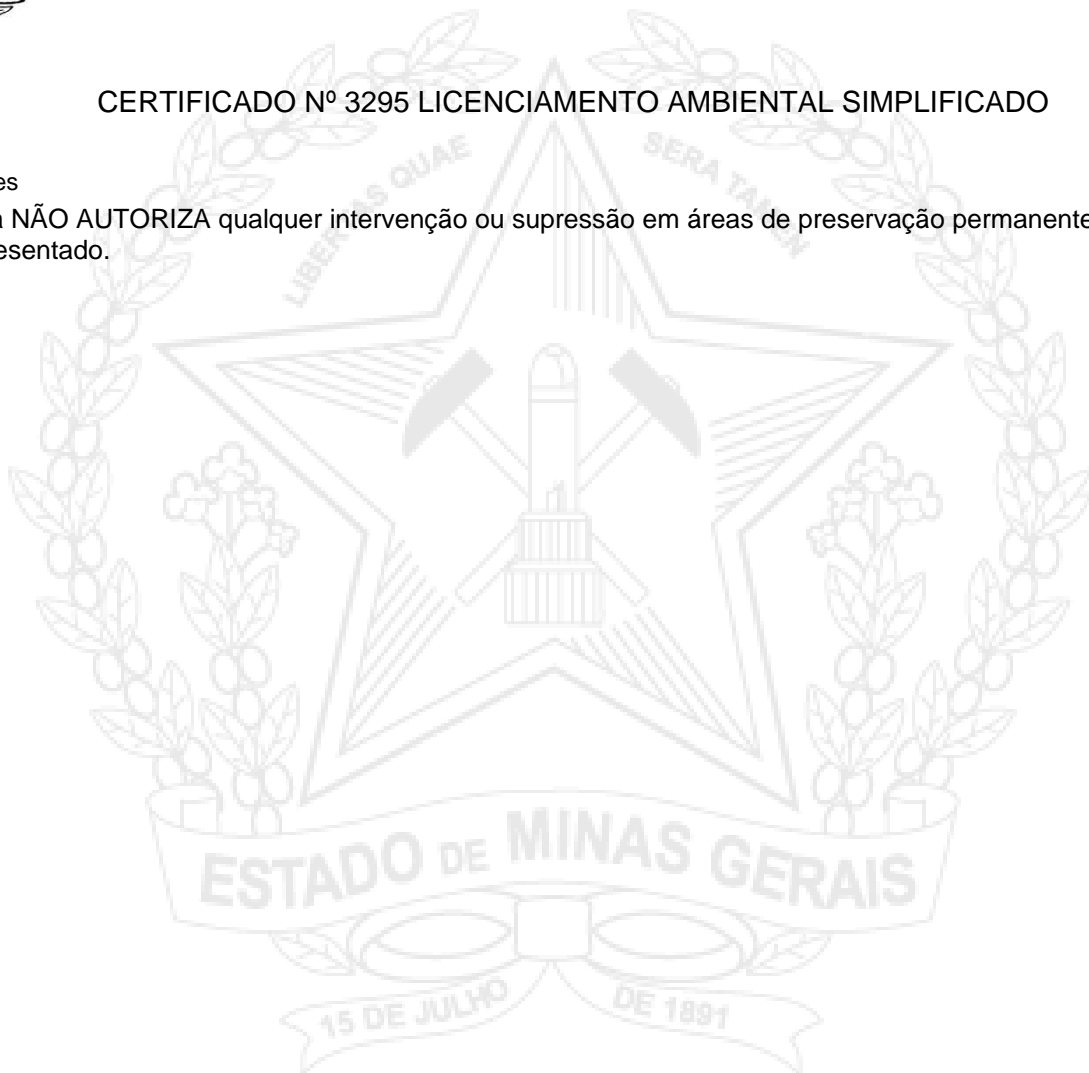 CERTIFICADO Nº 3295 LICENCIAMENTO AMBIENTAL SIMPLIFICADO
es
a NÃO AUTORIZA qualquer intervenção ou supressão em áreas de preservação permanente
esentado.
LIBERTAS QUAE SERA TAMEN
ESTADO DE MINAS GERAIS
15 DE JULHO DE 1891